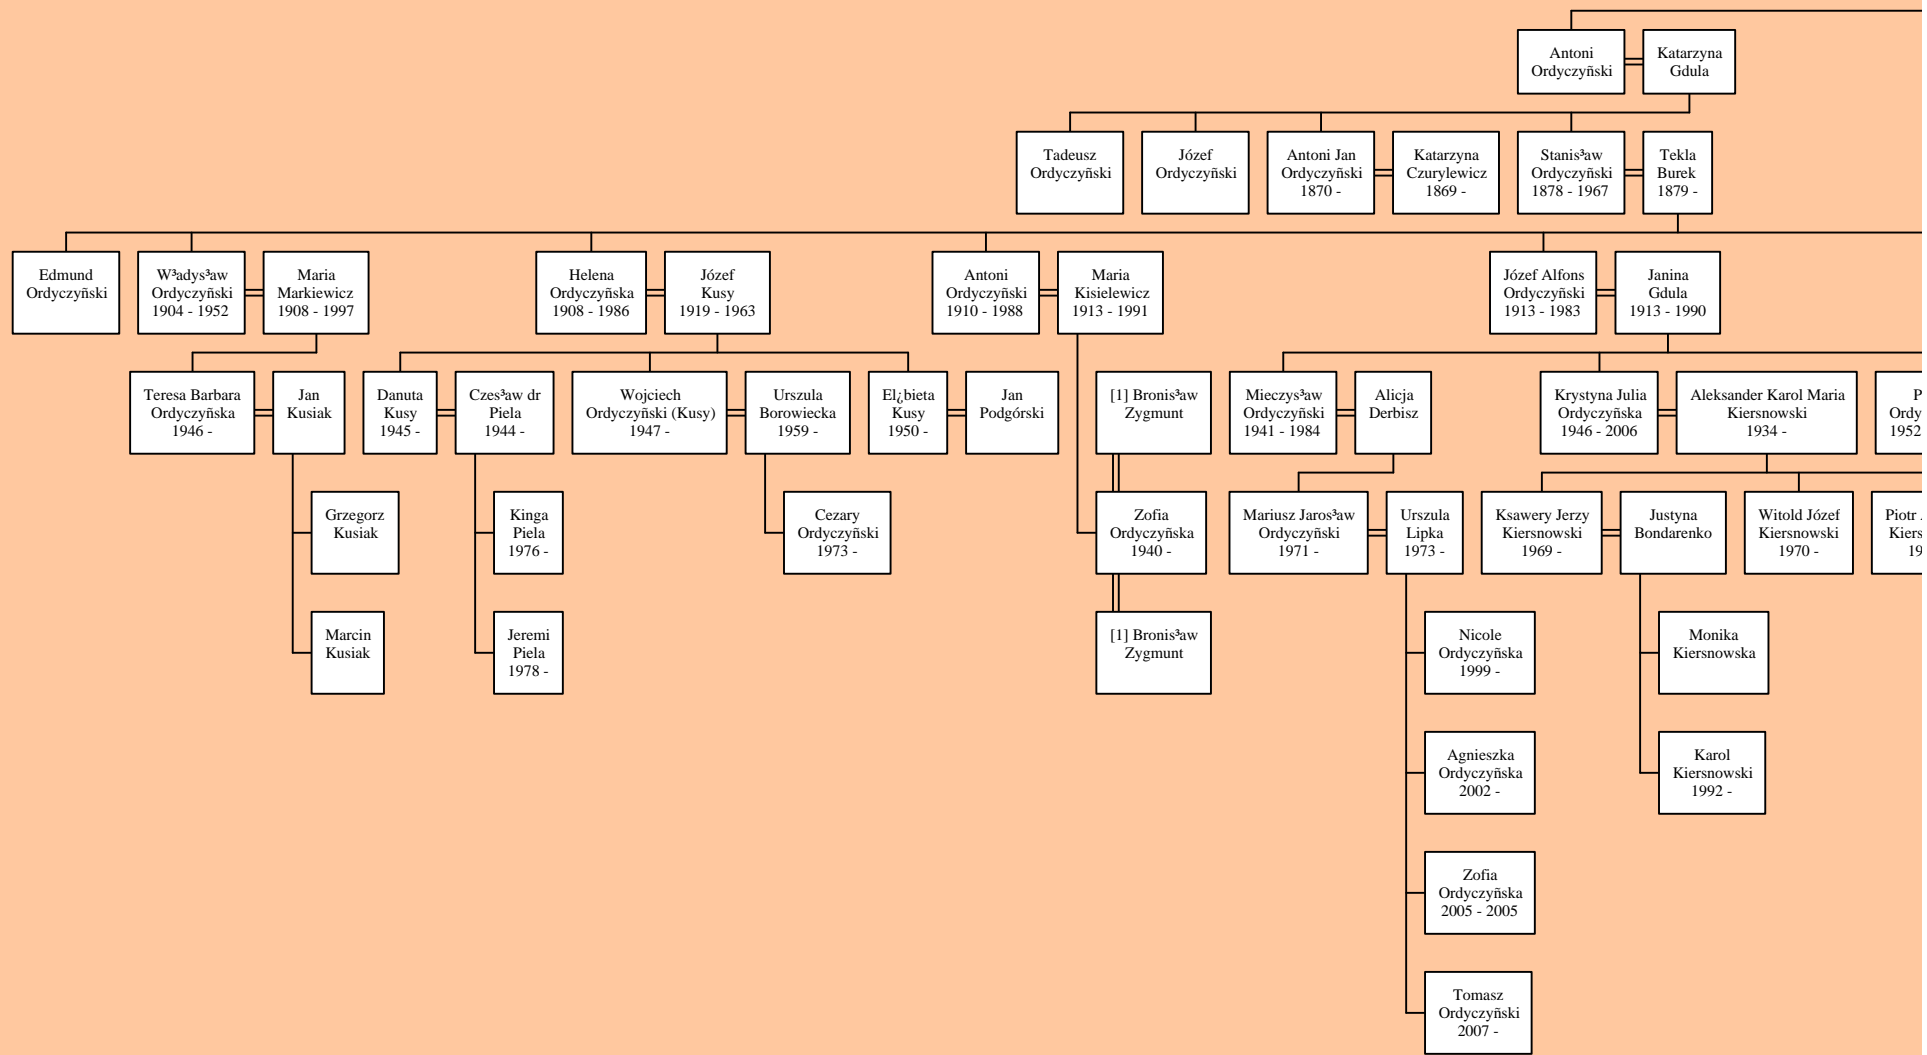 Antoni
Ordyczyñski
Katarzyna
Gdula
Tadeusz
Ordyczyñski
Józef
Ordyczyñski
Antoni Jan
Ordyczyñski
1870 -
Katarzyna
Czurylewicz
1869 -
Stanis³aw
Ordyczyñski
1878 - 1967
Tekla
Burek
1879 -
Edmund
Ordyczyñski
W³adys³aw
Ordyczyñski
1904 - 1952
Maria
Markiewicz
1908 - 1997
Helena
Ordyczyñska
1908 - 1986
Józef
Kusy
1919 - 1963
Antoni
Ordyczyñski
1910 - 1988
Maria
Kisielewicz
1913 - 1991
Józef Alfons
Ordyczyñski
1913 - 1983
Janina
Gdula
1913 - 1990
Teresa Barbara
Ordyczyñska
1946 -
Jan
Kusiak
Danuta
Kusy
1945 -
Czes³aw dr
Piela
1944 -
Wojciech
Ordyczyñski (Kusy)
1947 -
Urszula
Borowiecka
1959 -
El¿bieta
Kusy
1950 -
Jan
Podgórski
[1] Bronis³aw
Zygmunt
Mieczys³aw
Ordyczyñski
1941 - 1984
Alicja
Derbisz
Krystyna Julia
Ordyczyñska
1946 - 2006
Aleksander Karol Maria
Kiersnowski
1934 -
P
Ordy
1952
Grzegorz
Kusiak
Kinga
Piela
1976 -
Cezary
Ordyczyñski
1973 -
Zofia
Ordyczyñska
1940 -
Mariusz Jaros³aw
Ordyczyñski
1971 -
Urszula
Lipka
1973 -
Ksawery Jerzy
Kiersnowski
1969 -
Justyna
Bondarenko
Witold Józef
Kiersnowski
1970 -
Piotr
Kiers
19
Marcin
Kusiak
Jeremi
Piela
1978 -
[1] Bronis³aw
Zygmunt
Nicole
Ordyczyñska
1999 -
Monika
Kiersnowska
Agnieszka
Ordyczyñska
2002 -
Karol
Kiersnowski
1992 -
Zofia
Ordyczyñska
2005 - 2005
Tomasz
Ordyczyñski
2007 -